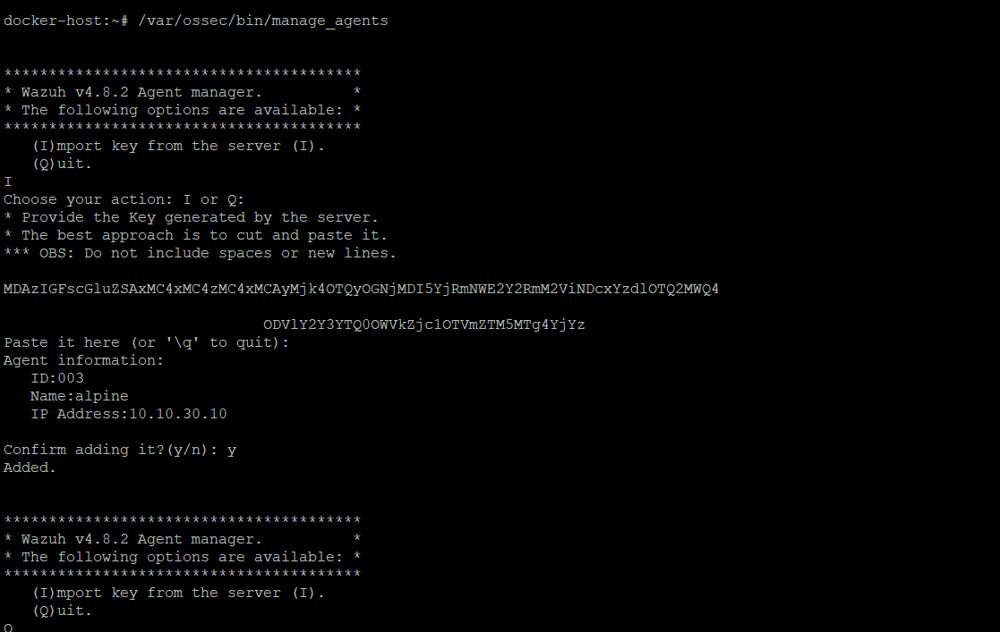 docker-host:~# /var/ossec/bin/manage_agents
****************************************
* Wazuh v4.8.2 Agent manager.          *
* The following options are available: *
****************************************
   (I)mport key from the server (I).
   (Q)uit.
I
Choose your action: I or Q:
* Provide the Key generated by the server.
* The best approach is to cut and paste it.
*** OBS: Do not include spaces or new lines.
MDAzIGFscGluZSAxMC4xMC4zMC4xMCAyMjk4OTQyOGNjMDI5YjRmNWE2Y2RmM2ViNDcxYzdlOTQ2MWQ4
ODVlY2Y3YTQ0OWVkZjc1OTVmZTM5MTg4YjYz
Paste it here (or '\q' to quit):
Agent information:
   ID:003
   Name:alpine
   IP Address:10.10.30.10
Confirm adding it?(y/n): y
Added.
****************************************
* Wazuh v4.8.2 Agent manager.          *
* The following options are available: *
****************************************
   (I)mport key from the server (I).
   (Q)uit.
Q